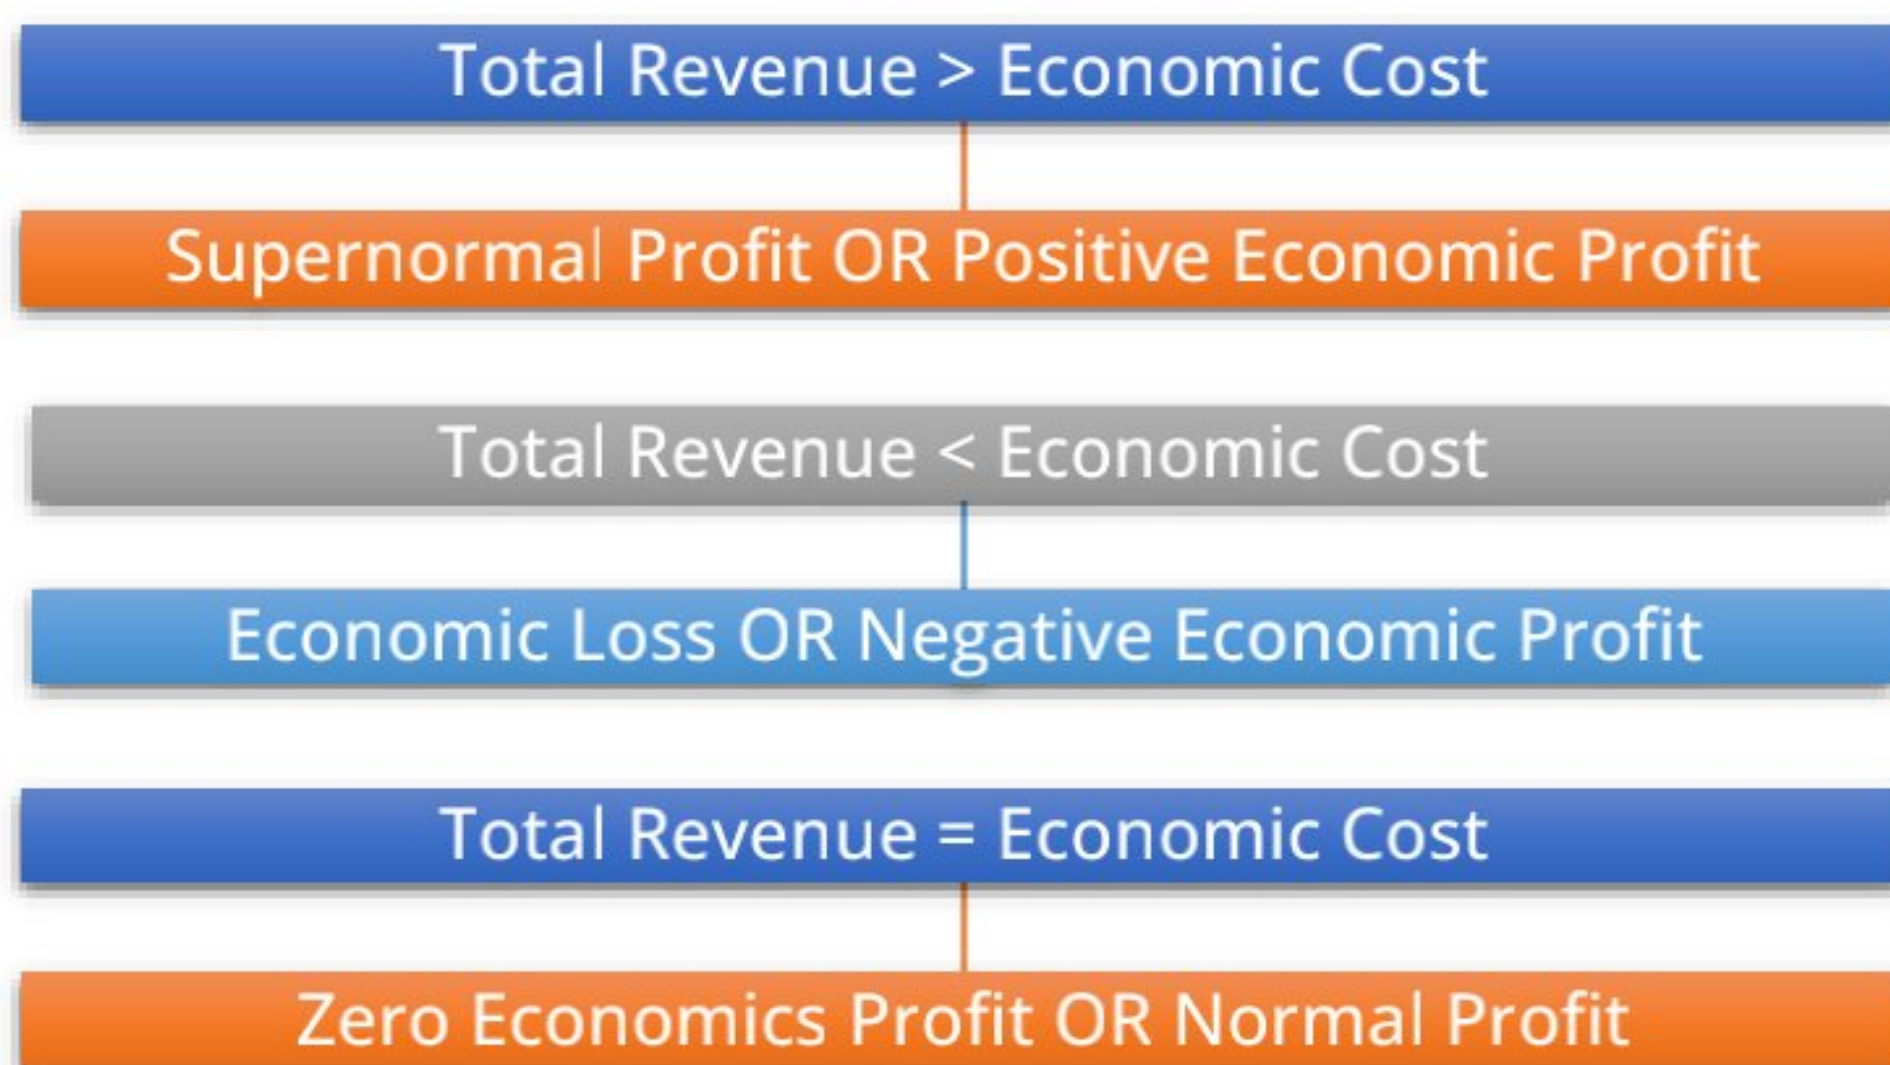 Total Revenue > Economic Cost
Supernormal Profit OR Positive Economic Profit
Total Revenue < Economic Cost
Economic Loss OR Negative Economic Profit
Total Revenue = Economic Cost
Zero Economics Profit OR Normal Profit